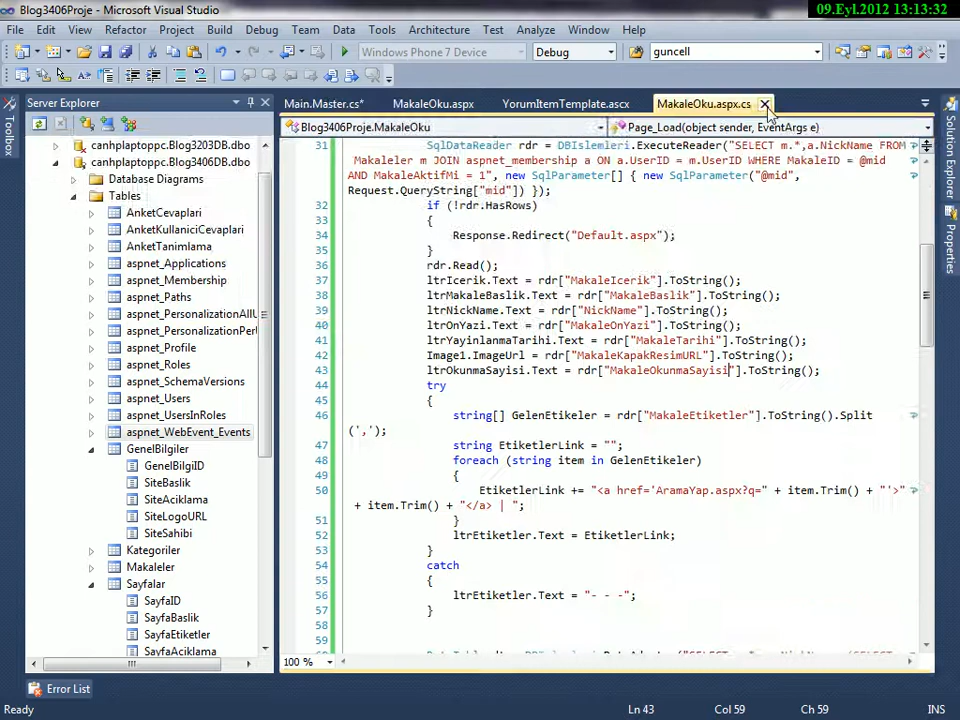 Blog3406Proje - Microsoft Visual Studio
09.Eyl.2012 13:13:32
File Edit View Refactor Project Build Debug Team Data Tools Architecture Test Analyze Window Help
Windows Phone 7 Device Debug guncell
Server Explorer
Main.Master.cs* MakaleOku.aspx YorumItemTemplate.ascx MakaleOku.aspx.cs
Blog3406Proje.MakaleOku Page_Load(object sender, EventArgs e)
Toolbox
Solution Explorer
Properties
canhplaptoppc.Blog3203DB.dbo
canhplaptoppc.Blog3406DB.dbo
Database Diagrams
Tables
AnketCevaplari
AnketKullaniciCevaplari
AnketTanimlama
aspnet_Applications
aspnet_Membership
aspnet_Paths
aspnet_PersonalizationAllU
aspnet_PersonalizationPer
aspnet_Profile
aspnet_Roles
aspnet_SchemaVersions
aspnet_Users
aspnet_UsersInRoles
aspnet_WebEvent_Events
GenelBilgiler
GenelBilgiID
SiteBaslik
SiteAciklama
SiteLogoURL
SiteSahibi
Kategoriler
Makaleler
Sayfalar
SayfaID
SayfaBaslik
SayfaEtiketler
SayfaAciklama
31 SqlDataReader rdr = DBIslemleri.ExecuteReader("SELECT m.*,a.NickName FROM
Makaleler m JOIN aspnet_membership a ON a.UserID = m.UserID WHERE MakaleID = @mid
AND MakaleAktifMi = 1", new SqlParameter[] { new SqlParameter("@mid",
Request.QueryString["mid"]) });
32 if (!rdr.HasRows)
33 {
34 Response.Redirect("Default.aspx");
35 }
36 rdr.Read();
37 ltrIcerik.Text = rdr["MakaleIcerik"].ToString();
38 ltrMakaleBaslik.Text = rdr["MakaleBaslik"].ToString();
39 ltrNickName.Text = rdr["NickName"].ToString();
40 ltrOnYazi.Text = rdr["MakaleOnYazi"].ToString();
41 ltrYayinlanmaTarihi.Text = rdr["MakaleTarihi"].ToString();
42 Image1.ImageUrl = rdr["MakaleKapakResimURL"].ToString();
43 ltrOkunmaSayisi.Text = rdr["MakaleOkunmaSayisi"].ToString();
44 try
45 {
46 string[] GelenEtikeler = rdr["MakaleEtiketler"].ToString().Split
(',');
47 string EtiketlerLink = "";
48 foreach (string item in GelenEtikeler)
49 {
50 EtiketlerLink += "<a href='AramaYap.aspx?q=" + item.Trim() + "'>"
+ item.Trim() + "</a> | ";
51 }
52 ltrEtiketler.Text = EtiketlerLink;
53 }
54 catch
55 {
56 ltrEtiketler.Text = "- - -";
57 }
58
100 %
Error List
Ready Ln 43 Col 59 Ch 59 INS